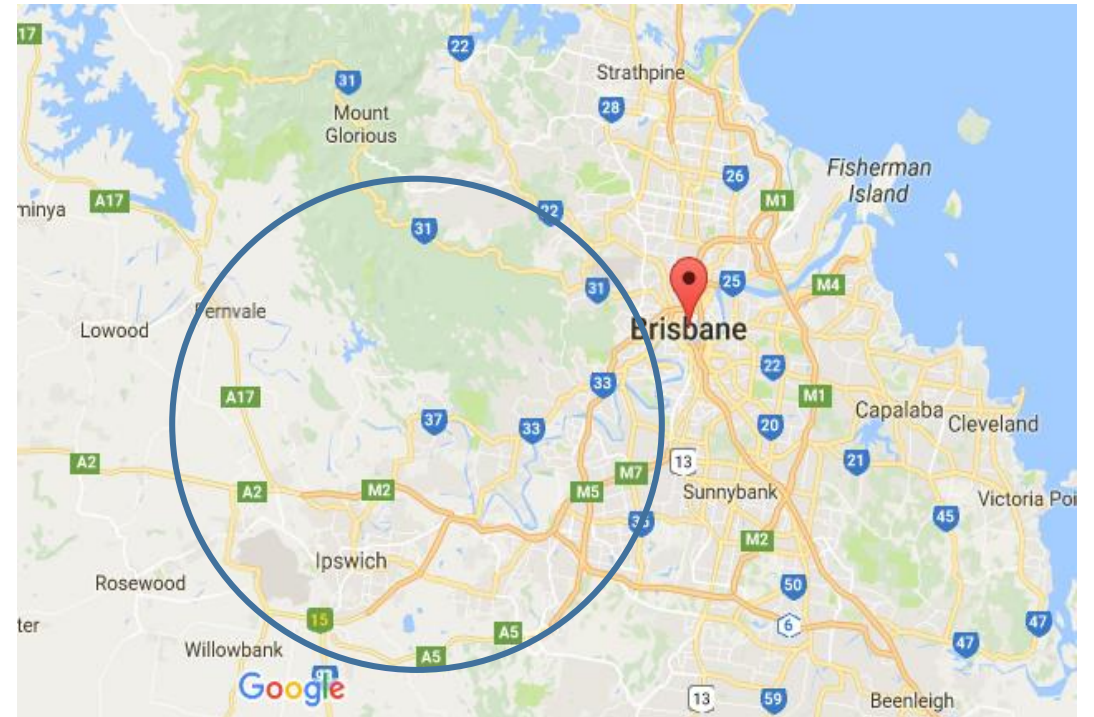 17
22
Strathpine
31
28
Mount
Glorious
Fisherman
Island
26
minya
A17
M1
22
31
31
25
M4
Fernvale
Lowood
Brisbane
22
33
A17
M1
Capalaba
37
33
20
Cleveland
A2
13
21
M7
A2
M2
M5
Sunnybank
Victoria Poi
45
M2
Ipswich
Rosewood
50
15
6
47
ter
A5
47
Willowbank
A5
Google
13
59
Beenleigh